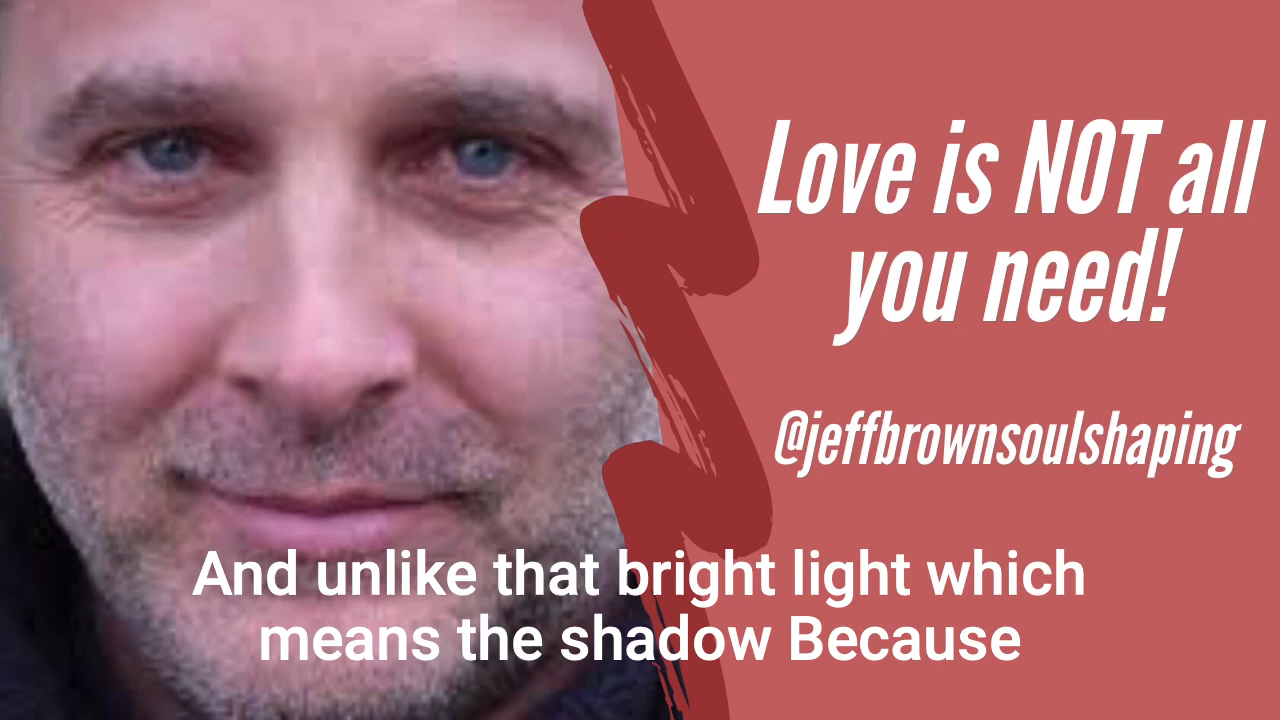 Love is NOT all
you need!
@jeffbrownsoulshaping
And unlike that bright light which
means the shadow Because